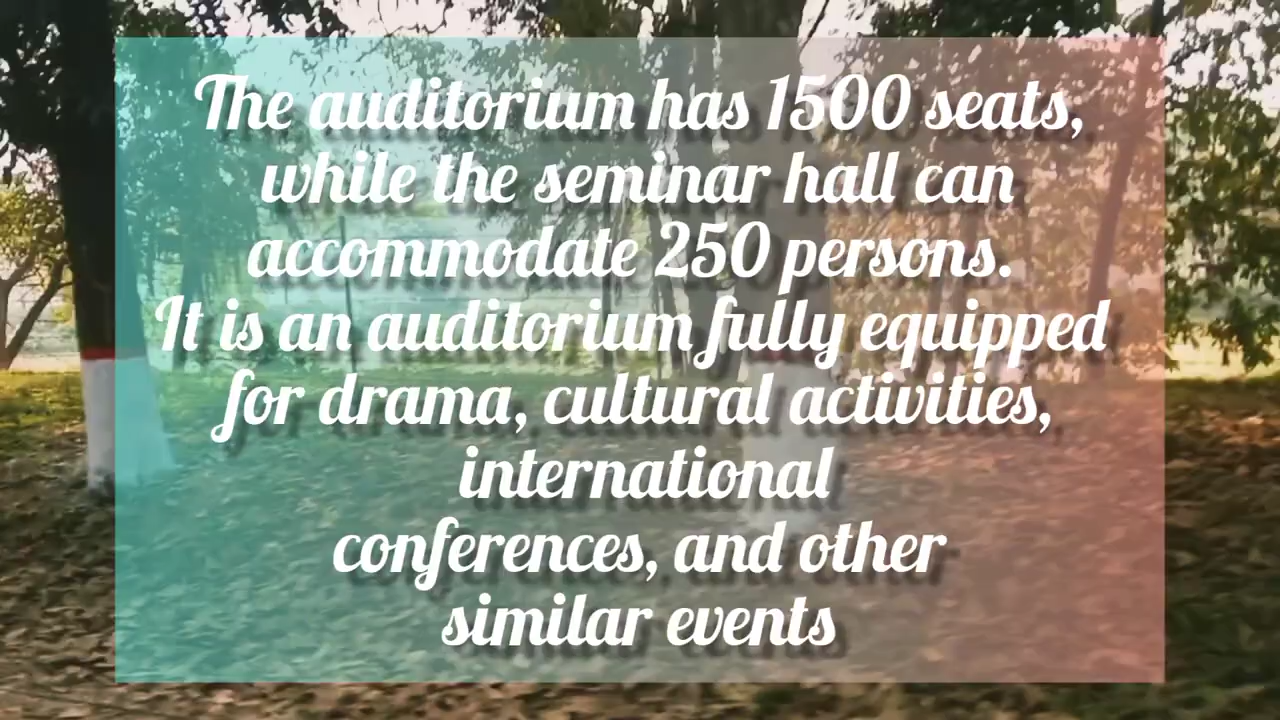 The auditorium has 1500 seats,
while the seminar hall can
accommodate 250 persons.
It is an auditorium fully equipped
for drama, cultural activities,
international
conferences, and other
similar events